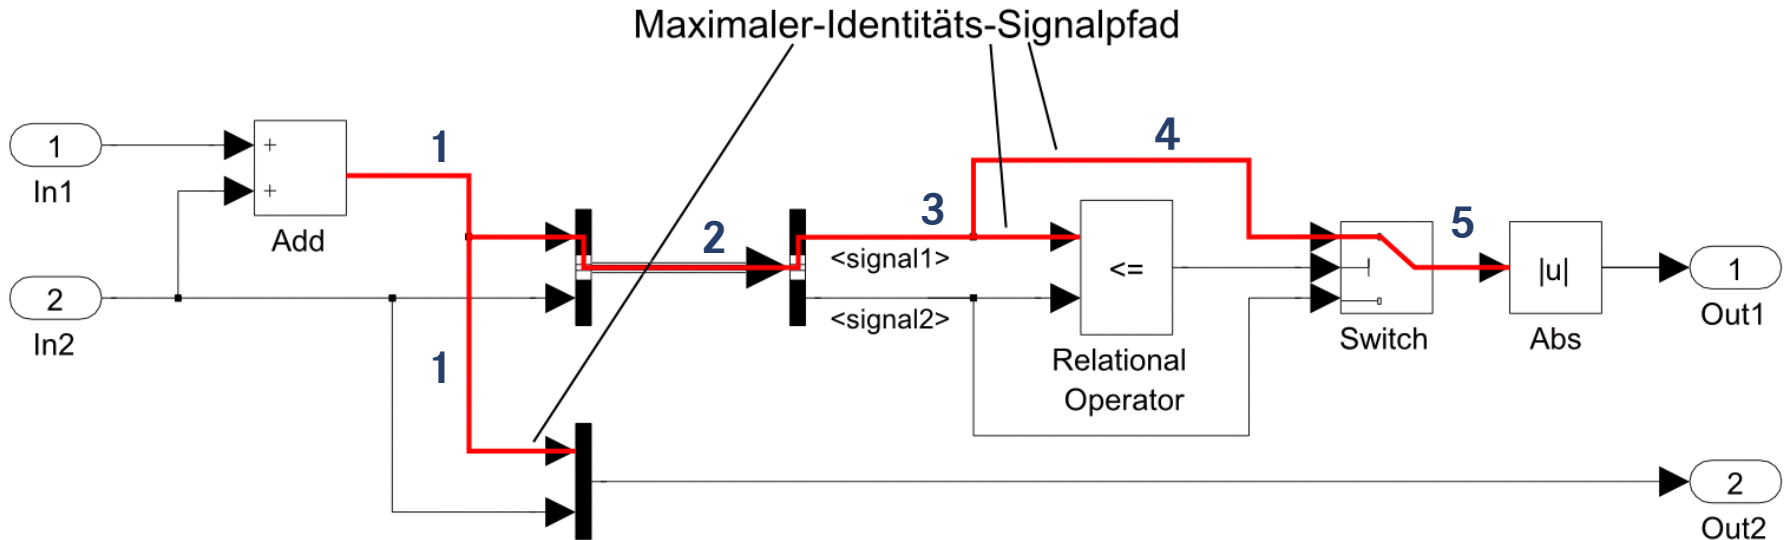 Maximaler-Identitäts-Signalpfad
1
In1
+
+
Add
1
2
In2
1
2
3
4
5
<signal1>
<signal2>
<=
Relational
Operator
Switch
|u|
Abs
1
Out1
2
Out2